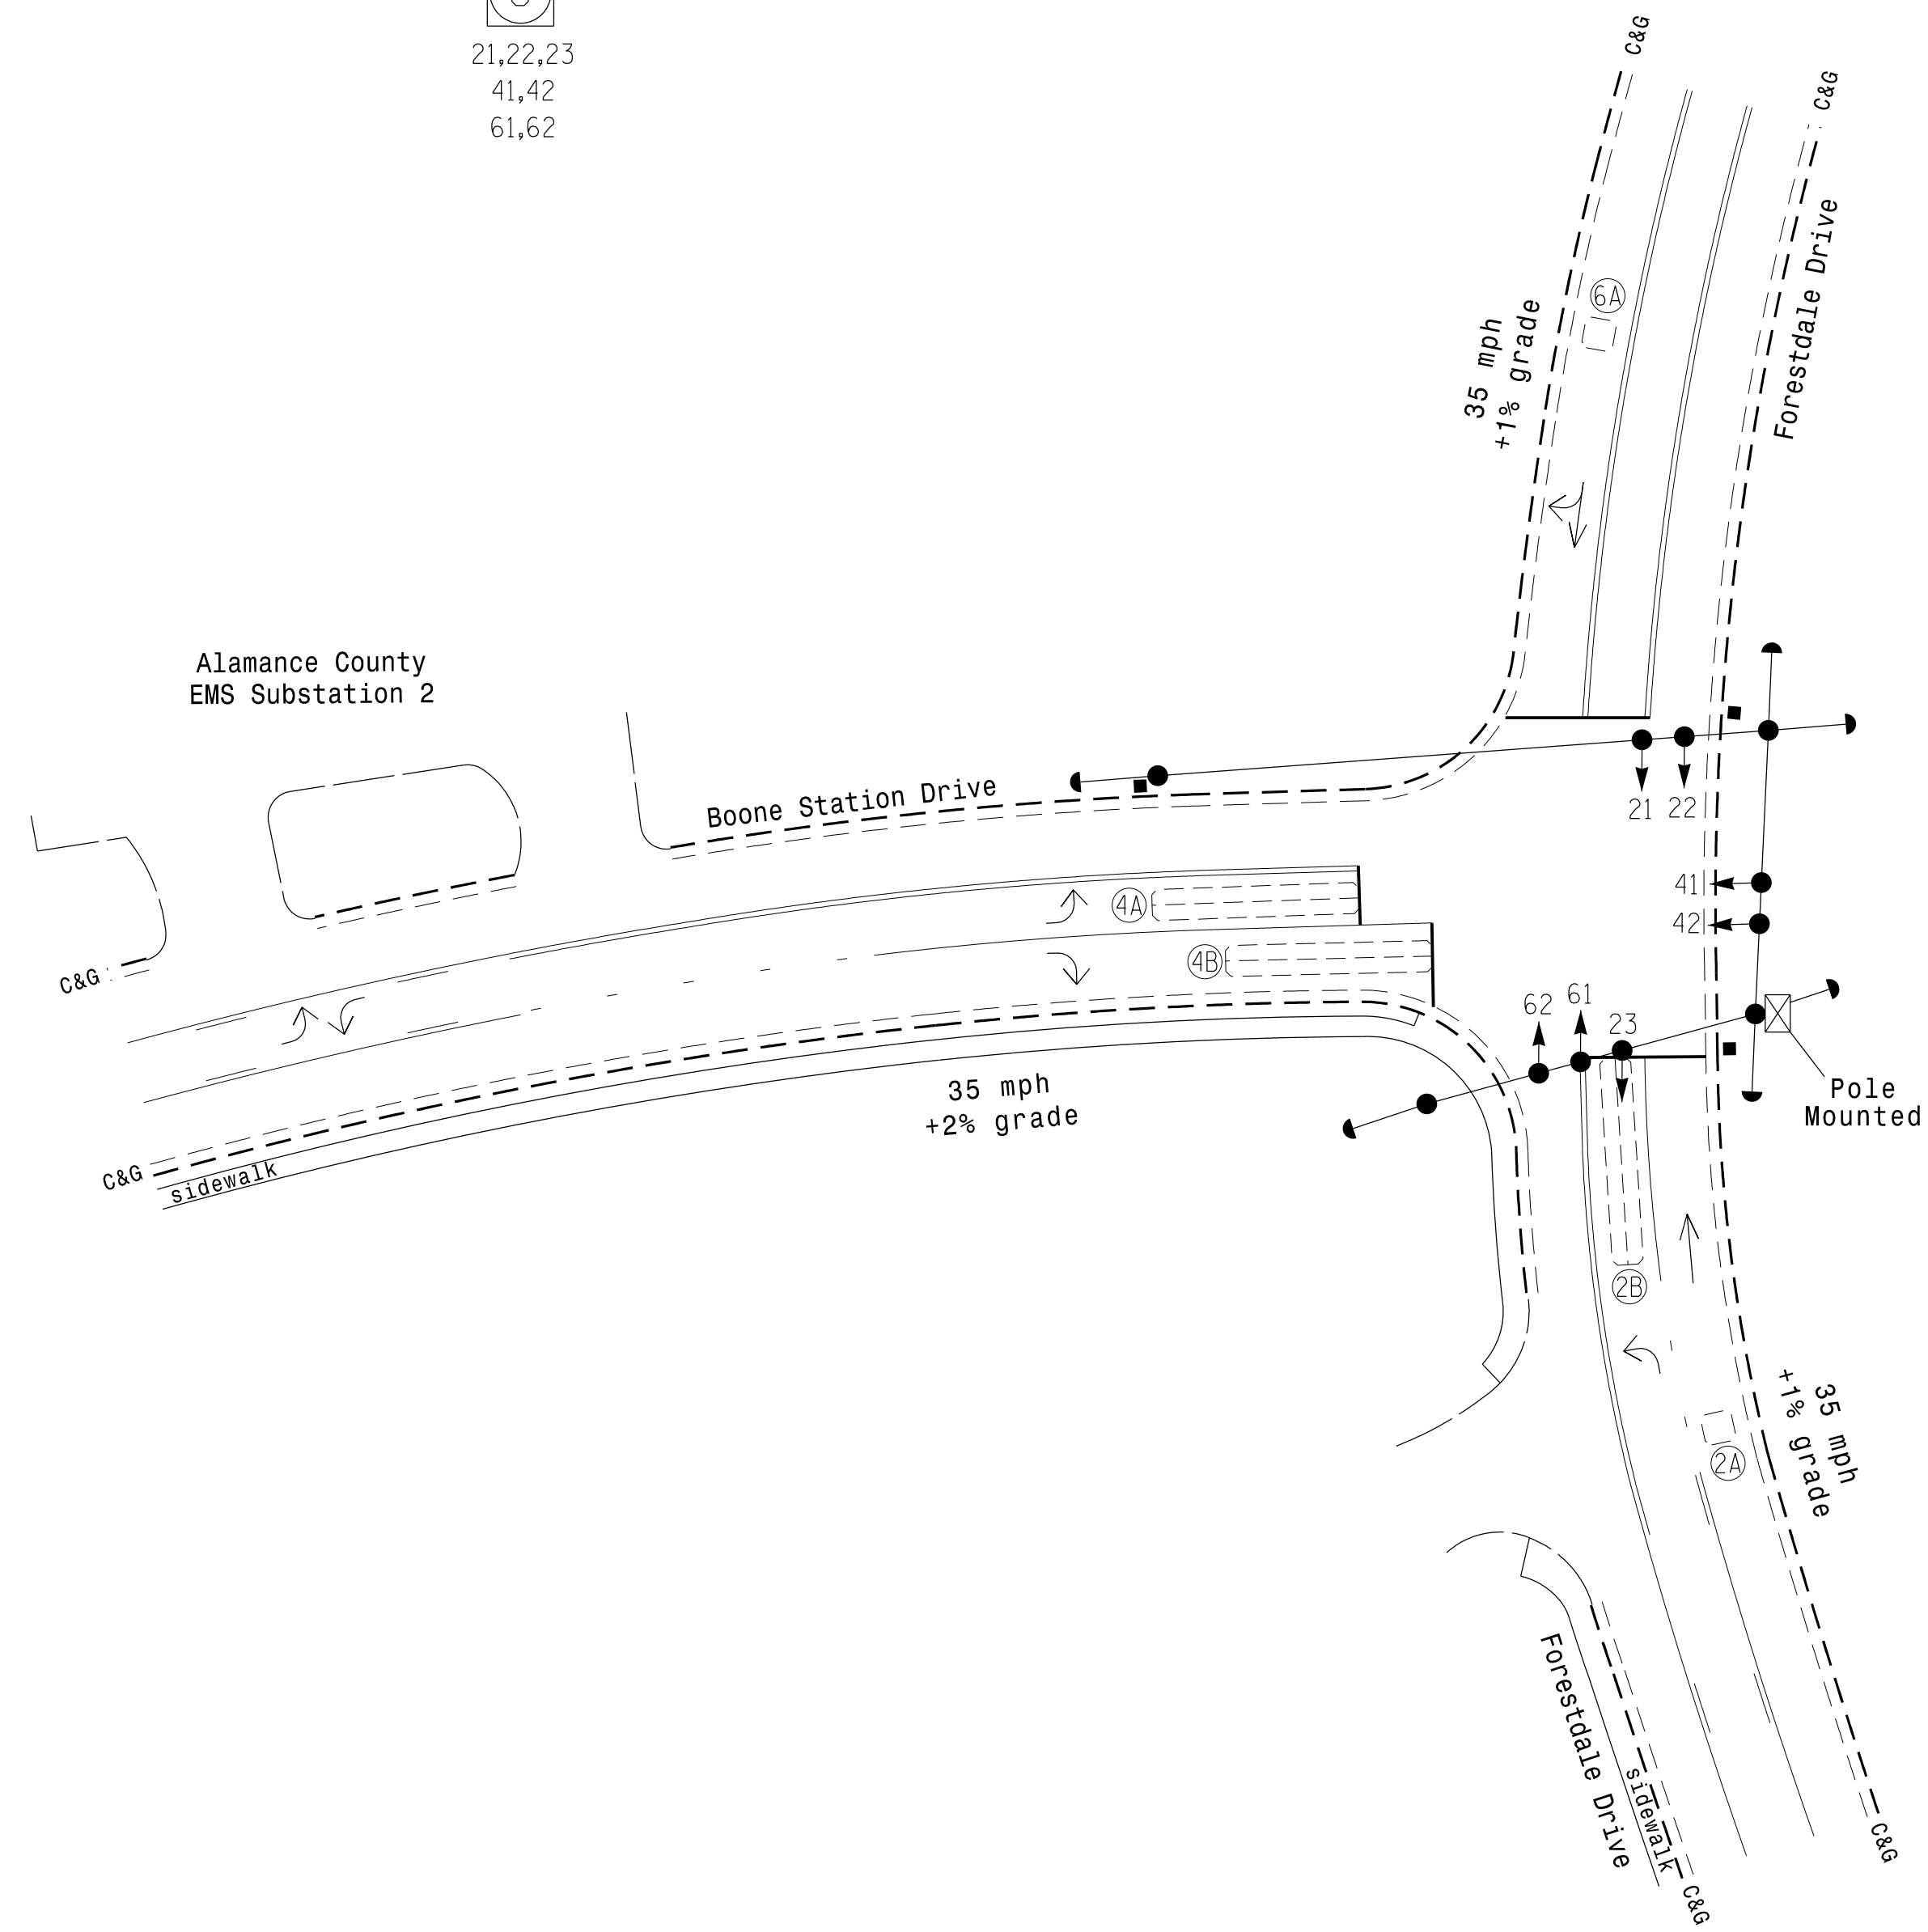 21,22,23
41,42
61,62
C&G
C&G
Forestdale Drive
6A
35 mph
+1% grade
Alamance County
EMS Substation 2
Boone Station Drive
21
22
41
42
4A
4B
C&G
62
61
23
35 mph
+2% grade
Pole
Mounted
C&G
sidewalk
2B
35 mph
+1% grade
2A
Forestdale Drive
sidewalk
C&G
C&G